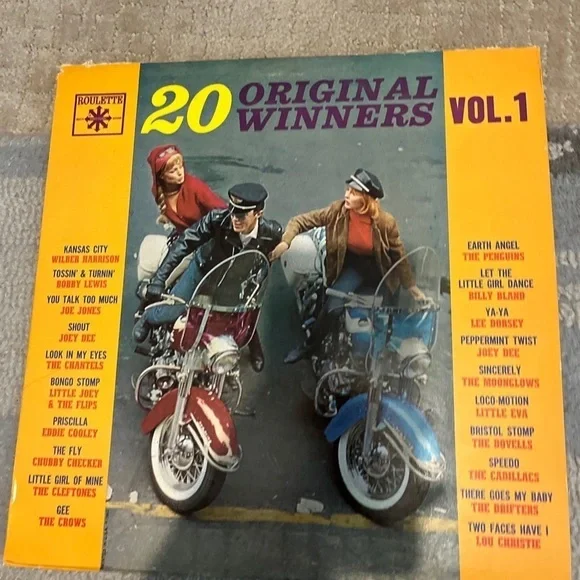 ROULETTE
20 ORIGINAL
WINNERS
VOL.1
KANSAS CITY
WILBER HARRISON
TOSSIN' & TURNIN'
BOBBY LEWIS
YOU TALK TOO MUCH
JOE JONES
SHOUT
JOEY DEE
LOOK IN MY EYES
THE CHANTELS
BONGO STOMP
LITTLE JOEY
& THE FLIPS
PRISCILLA
EDDIE COOLEY
THE FLY
CHUBBY CHECKER
LITTLE GIRL OF MINE
THE CLEFTONES
GEE
THE CROWS
EARTH ANGEL
THE PENGUINS
LET THE
LITTLE GIRL DANCE
BILLY BLAND
YA-YA
LEE DORSEY
PEPPERMINT TWIST
JOEY DEE
SINCERELY
THE MOONGLOWS
LOCO-MOTION
LITTLE EVA
BRISTOL STOMP
THE DOVELLS
SPEEDO
THE CADILLACS
THERE GOES MY BABY
THE DRIFTERS
TWO FACES HAVE I
LOU CHRISTIE